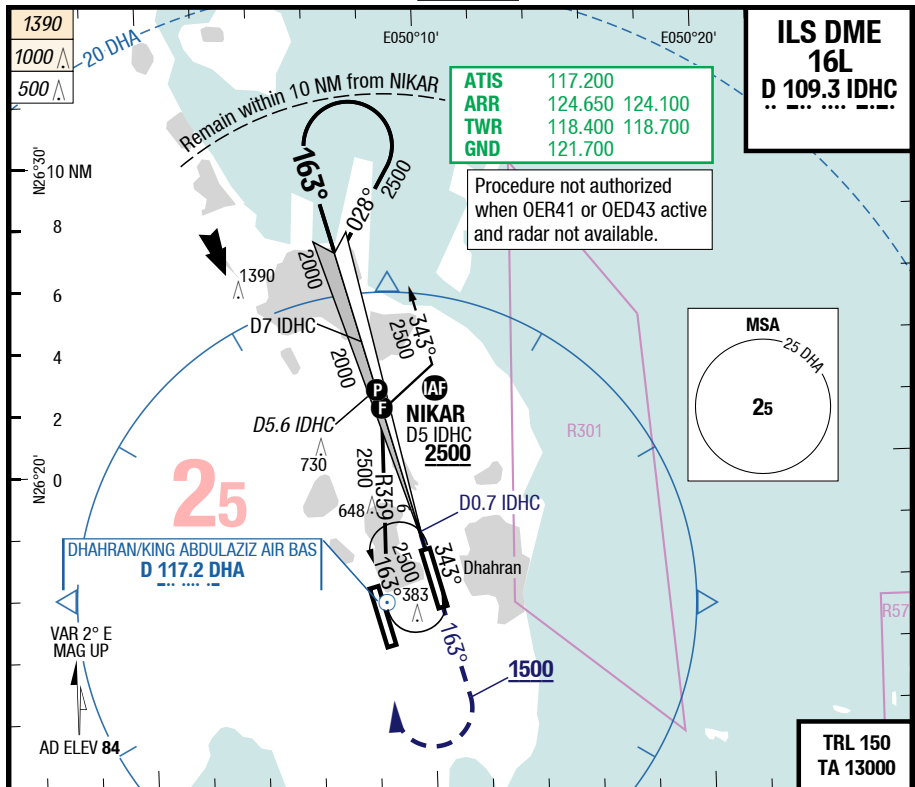 1390
1000
500
20 DHA
E050°10'
E050°20'
ILS DME
16L
D 109.3 IDHC
ATIS 117.200
ARR 124.650 124.100
TWR 118.400 118.700
GND 121.700
Remain within 10 NM from NIKAR
Procedure not authorized
when OER41 or OED43 active
and radar not available.
N26°30'
10 NM
8
6
4
2
0
N26°20'
163°
028°
2500
2000
1390
D7 IDHC
2000
343°
2500
P
F
IAF
NIKAR
D5 IDHC
2500
D5.6 IDHC
730
2500
R359
648
9
D0.7 IDHC
25
R301
MSA
25 DHA
25
DHAHRAN/KING ABDULAZIZ AIR BAS
D 117.2 DHA
2500
163°
343°
383
Dhahran
R57
VAR 2° E
MAG UP
163°
1500
AD ELEV 84
TRL 150
TA 13000